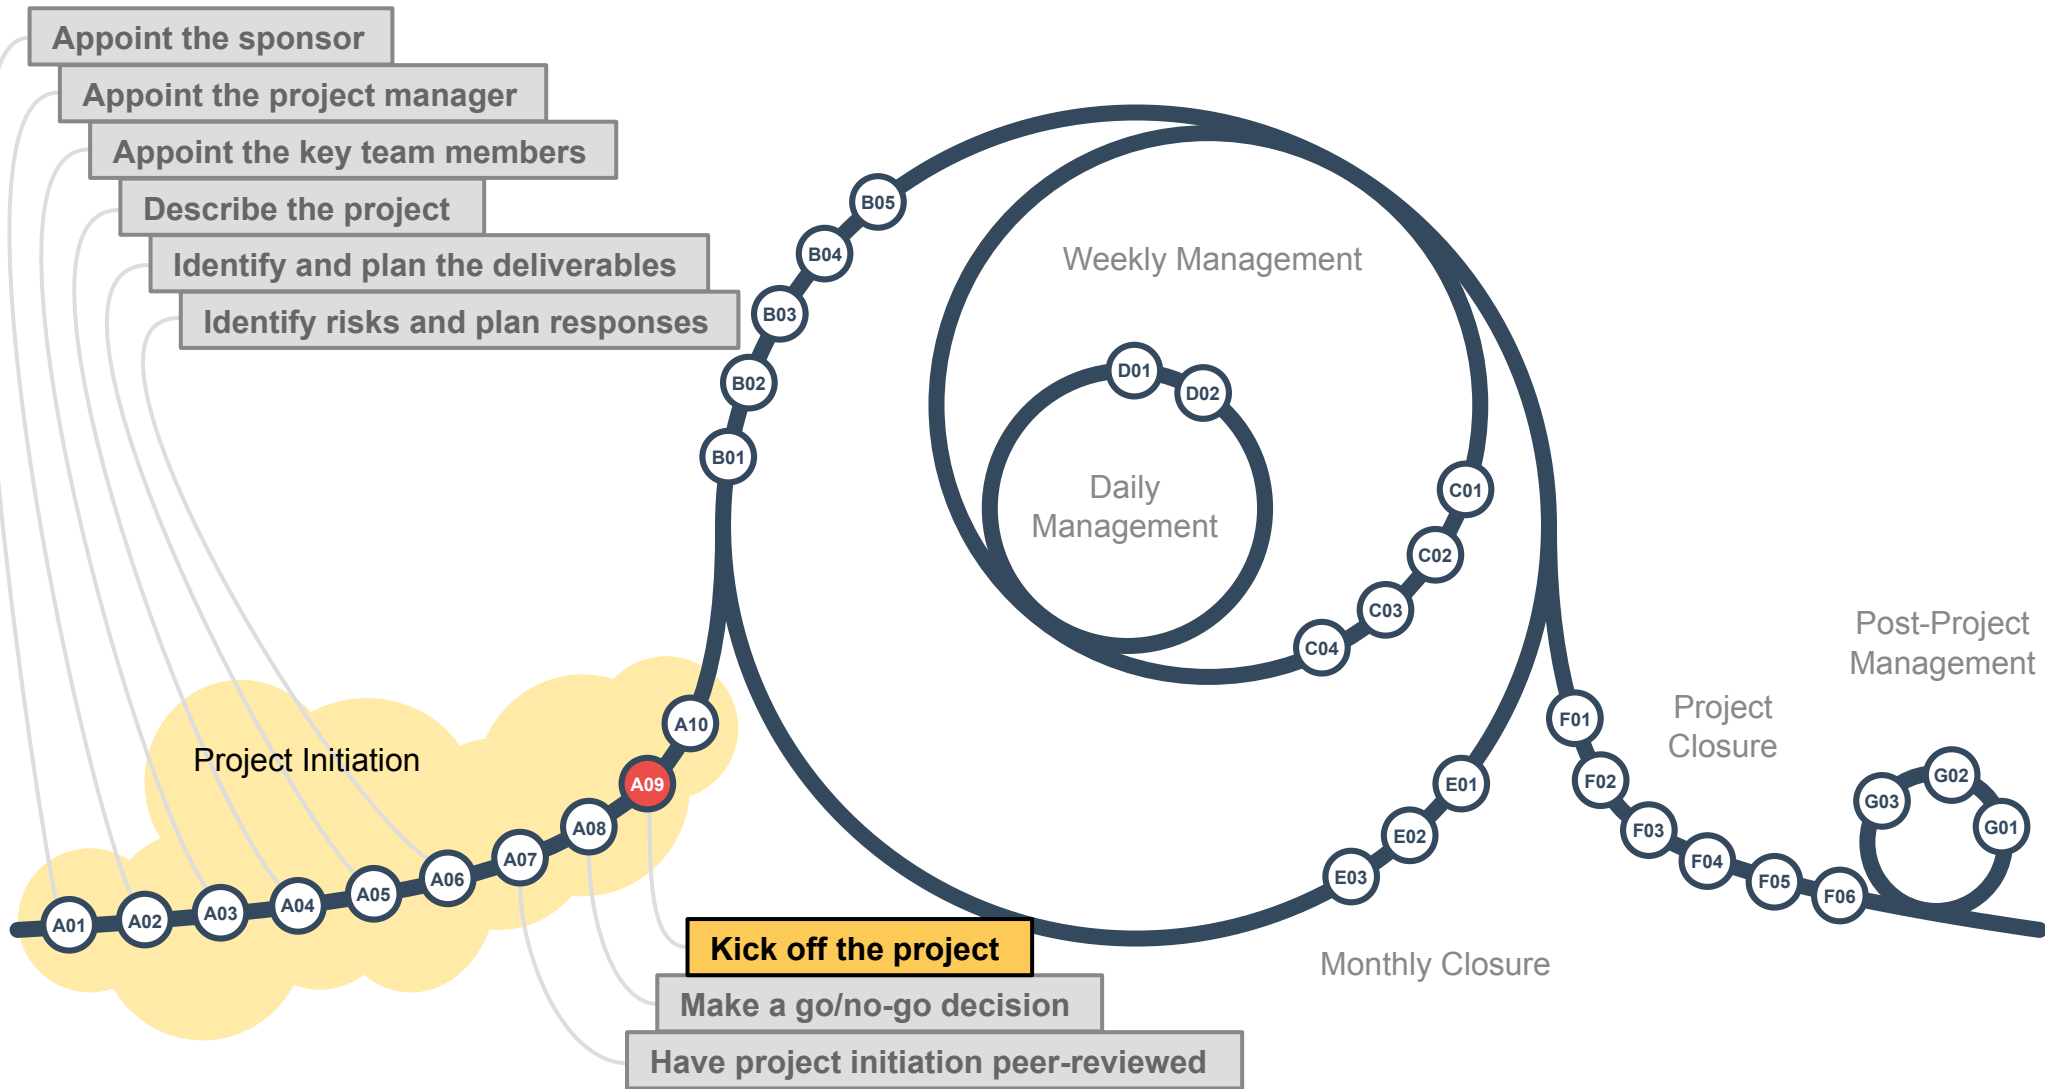 Appoint the sponsor
Appoint the project manager
Appoint the key team members
Describe the project
Identify and plan the deliverables
Identify risks and plan responses
B05
B04
B03
B02
B01
Weekly Management
D01
D02
Daily
Management
C01
C02
C03
C04
Project Initiation
A01
A02
A03
A04
A05
A06
A07
A08
A09
A10
Kick off the project
Make a go/no-go decision
Have project initiation peer-reviewed
E01
E02
E03
Monthly Closure
F01
F02
F03
F04
F05
F06
Project
Closure
Post-Project
Management
G03
G02
G01